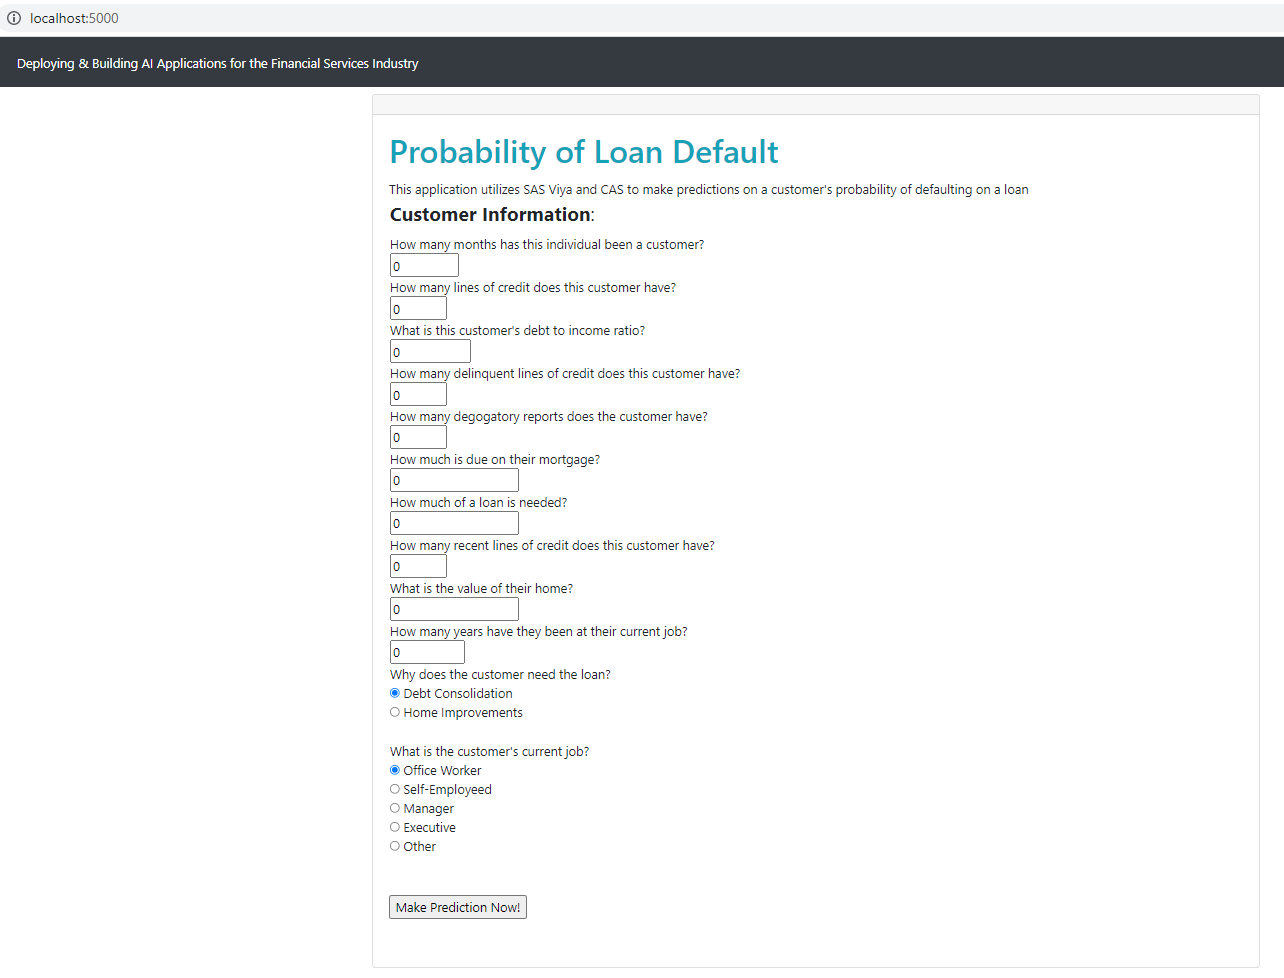 localhost:5000
Deploying & Building AI Applications for the Financial Services Industry
Probability of Loan Default
This application utilizes SAS Viya and CAS to make predictions on a customer's probability of defaulting on a loan
Customer Information:
How many months has this individual been a customer?
0
How many lines of credit does this customer have?
0
What is this customer's debt to income ratio?
0
How many delinquent lines of credit does this customer have?
0
How many degogatory reports does the customer have?
0
How much is due on their mortgage?
0
How much of a loan is needed?
0
How many recent lines of credit does this customer have?
0
What is the value of their home?
0
How many years have they been at their current job?
0
Why does the customer need the loan?
Debt Consolidation
Home Improvements
What is the customer's current job?
Office Worker
Self-Employeed
Manager
Executive
Other
Make Prediction Now!